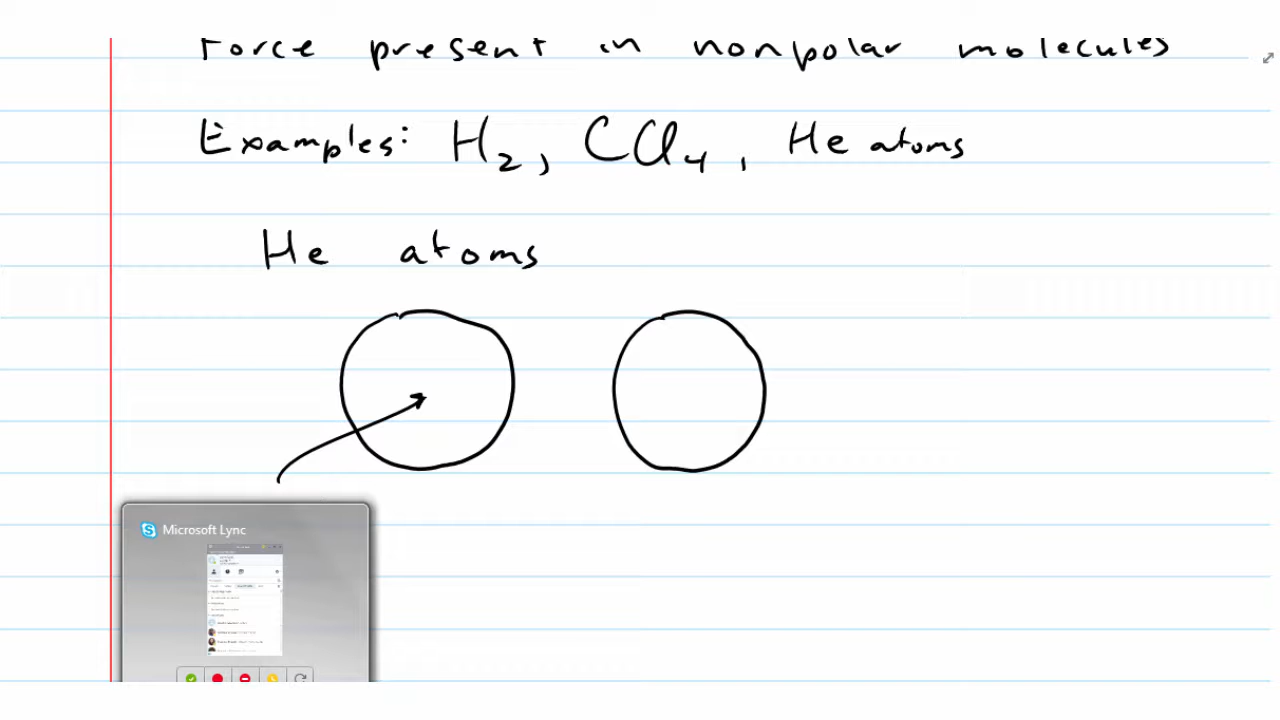 Force present in nonpolar molecules
Examples: H₂, CCl₄, He atoms
He atoms
Microsoft Lync